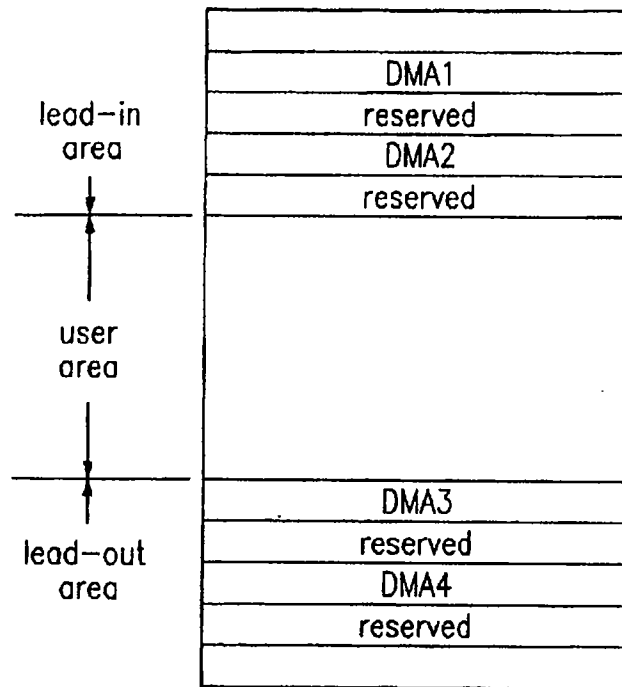 DMA1
reserved
DMA2
reserved
lead-in
area
user
area
DMA3
reserved
DMA4
reserved
lead-out
area